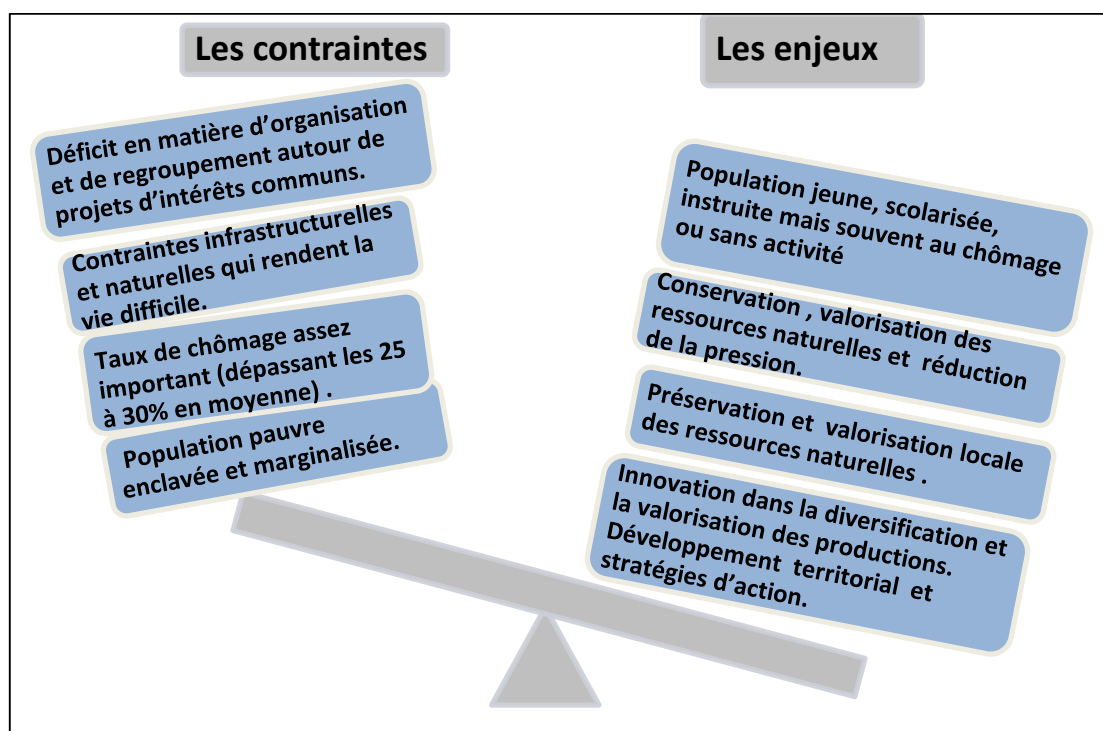 Les contraintes
Déficit en matière d’organisation
et de regroupement autour de
projets d’intérêts communs.
Contraintes infrastructurelles
et naturelles qui rendent la
vie difficile.
Taux de chômage assez
important (dépassant les 25
à 30% en moyenne) .
Population pauvre
enclavée et marginalisée.
Les enjeux
Population jeune, scolarisée,
instruite mais souvent au chômage
ou sans activité
Conservation , valorisation des
ressources naturelles et réduction
de la pression.
Préservation et valorisation locale
des ressources naturelles .
Innovation dans la diversification et
la valorisation des productions.
Développement territorial et
stratégies d’action.